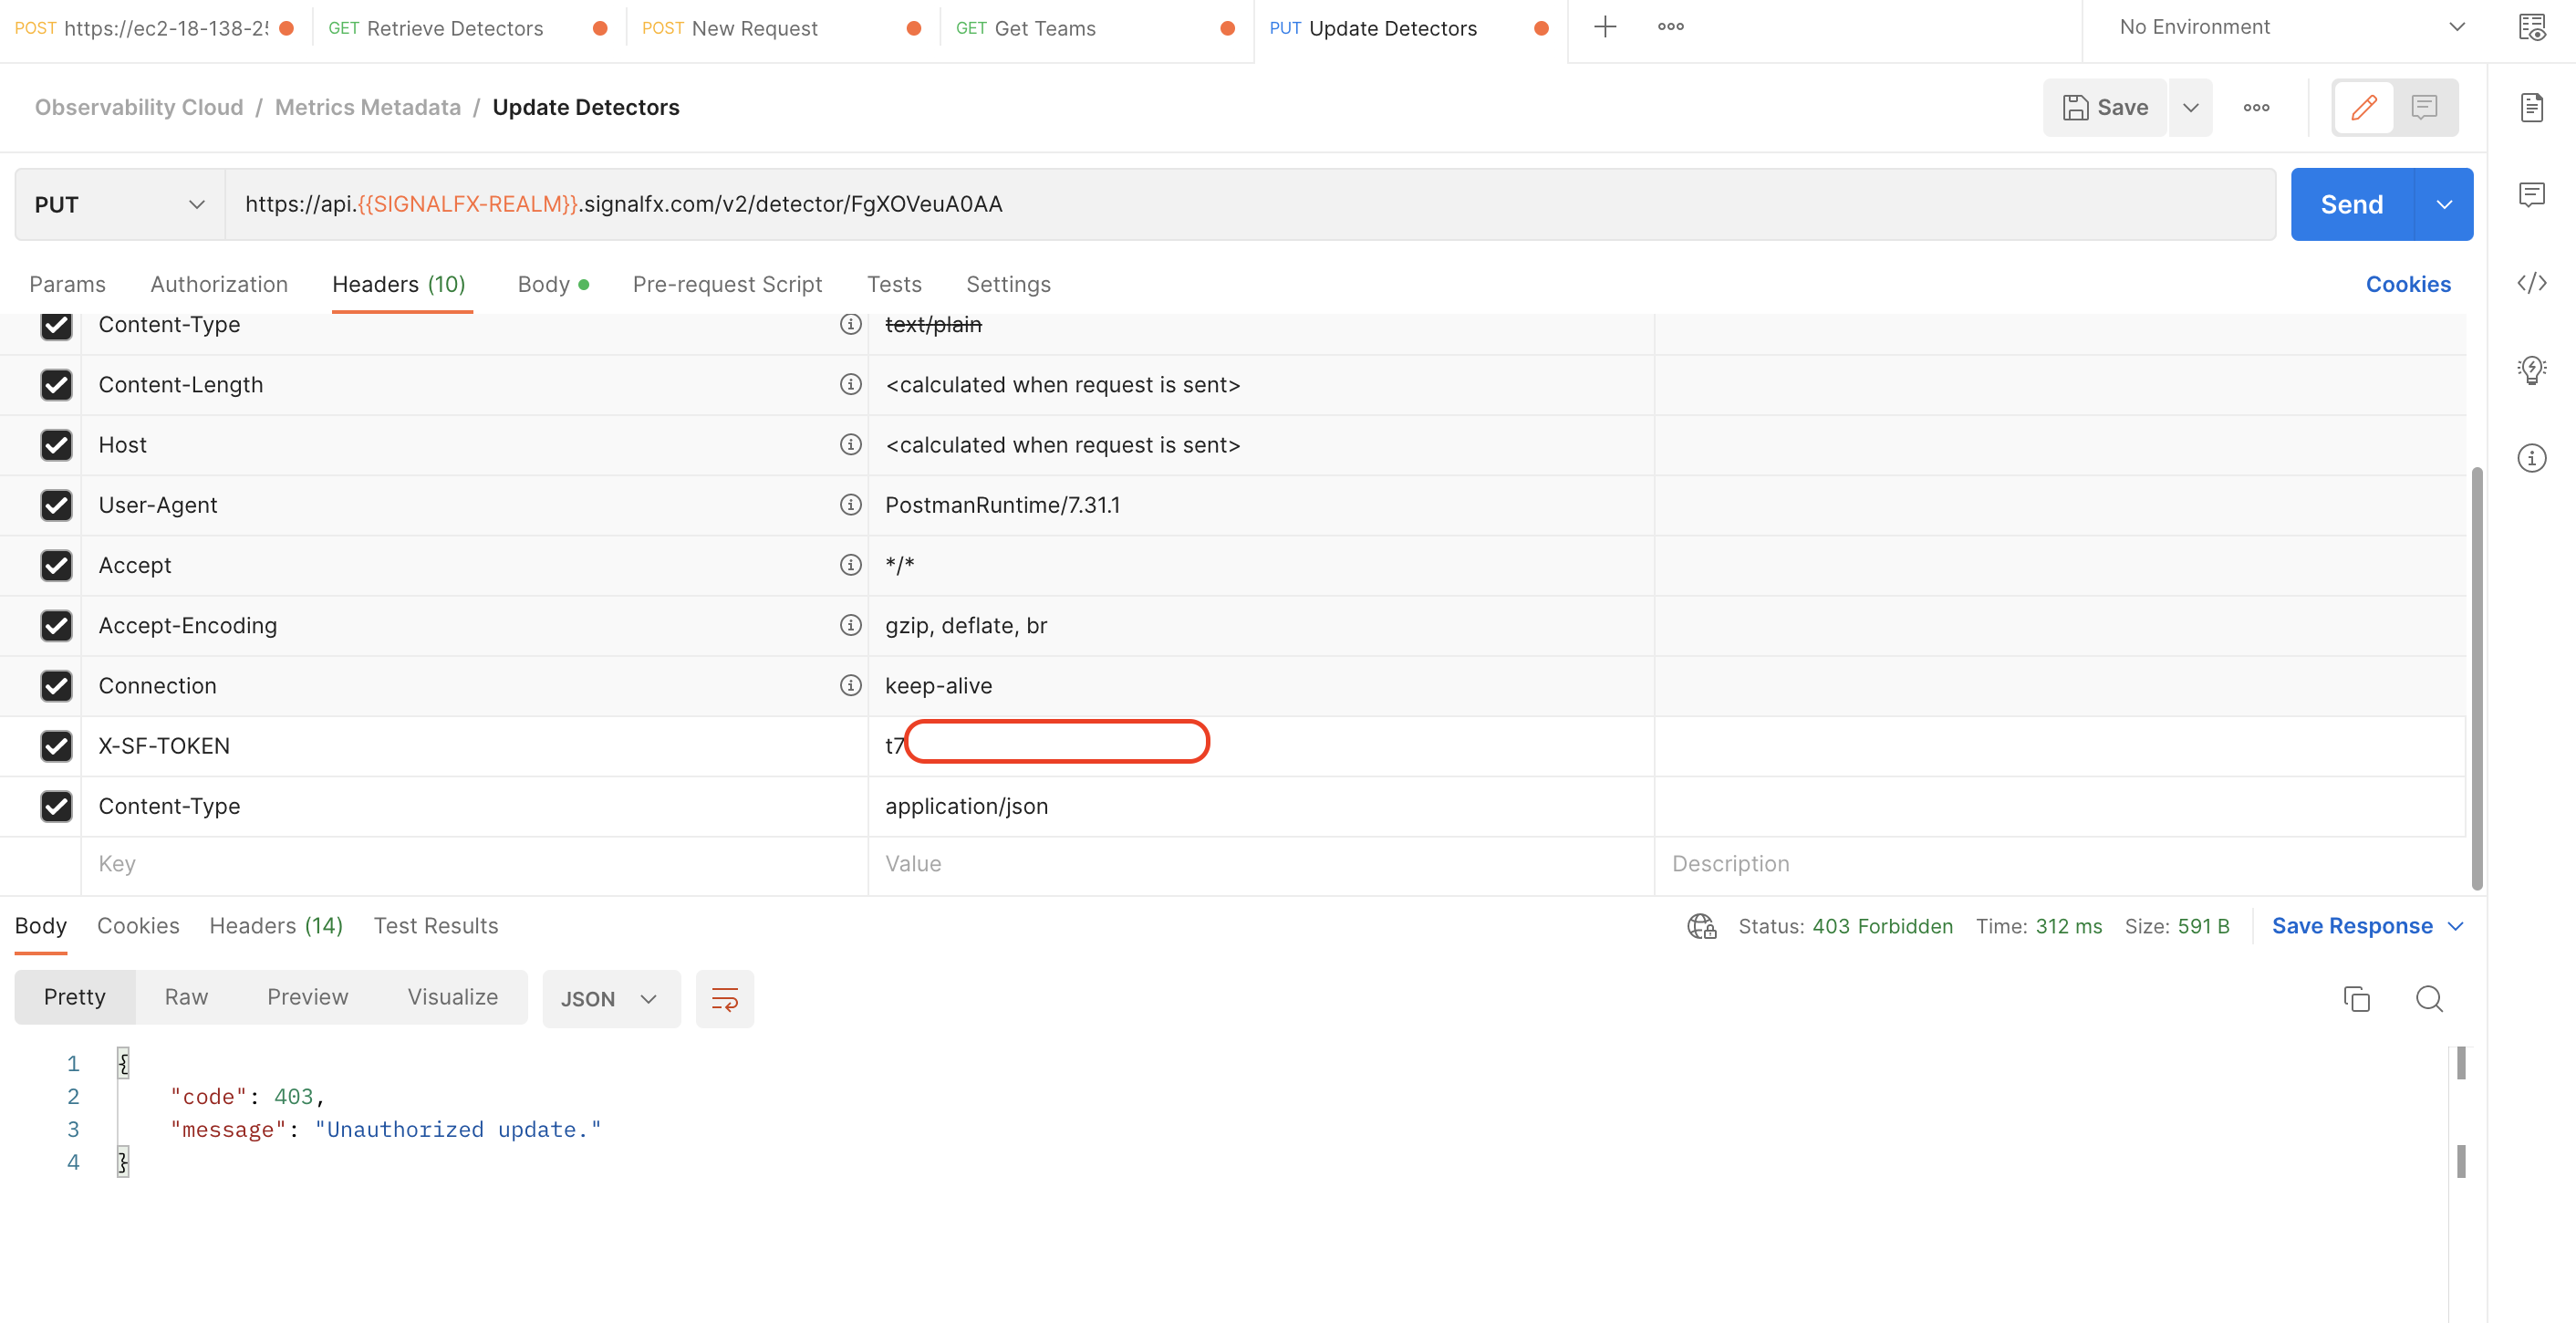 POST https://ec2-18-138-25 GET Retrieve Detectors POST New Request GET Get Teams PUT Update Detectors No Environment
Observability Cloud / Metrics Metadata / Update Detectors Save
PUT https://api.{{SIGNALFX-REALM}}.signalfx.com/v2/detector/FgXOVeuA0AA Send
Params Authorization Headers (10) Body Pre-request Script Tests Settings Cookies
Content-Type text/plain
Content-Length <calculated when request is sent>
Host <calculated when request is sent>
User-Agent PostmanRuntime/7.31.1
Accept */*
Accept-Encoding gzip, deflate, br
Connection keep-alive
X-SF-TOKEN t7
Content-Type application/json
Key Value Description
Body Cookies Headers (14) Test Results Status: 403 Forbidden Time: 312 ms Size: 591 B Save Response
Pretty Raw Preview Visualize JSON
1 {
2 "code": 403,
3 "message": "Unauthorized update."
4 }